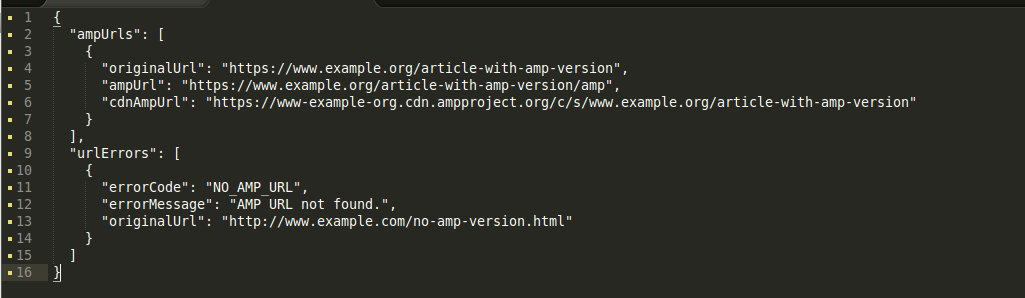 1 {
2 "ampUrls": [
3 {
4 "originalUrl": "https://www.example.org/article-with-amp-version",
5 "ampUrl": "https://www.example.org/article-with-amp-version/amp",
6 "cdnAmpUrl": "https://www-example-org.cdn.ampproject.org/c/s/www.example.org/article-with-amp-version"
7 }
8 ],
9 "urlErrors": [
10 {
11 "errorCode": "NO_AMP_URL",
12 "errorMessage": "AMP URL not found.",
13 "originalUrl": "http://www.example.com/no-amp-version.html"
14 }
15 ]
16 }